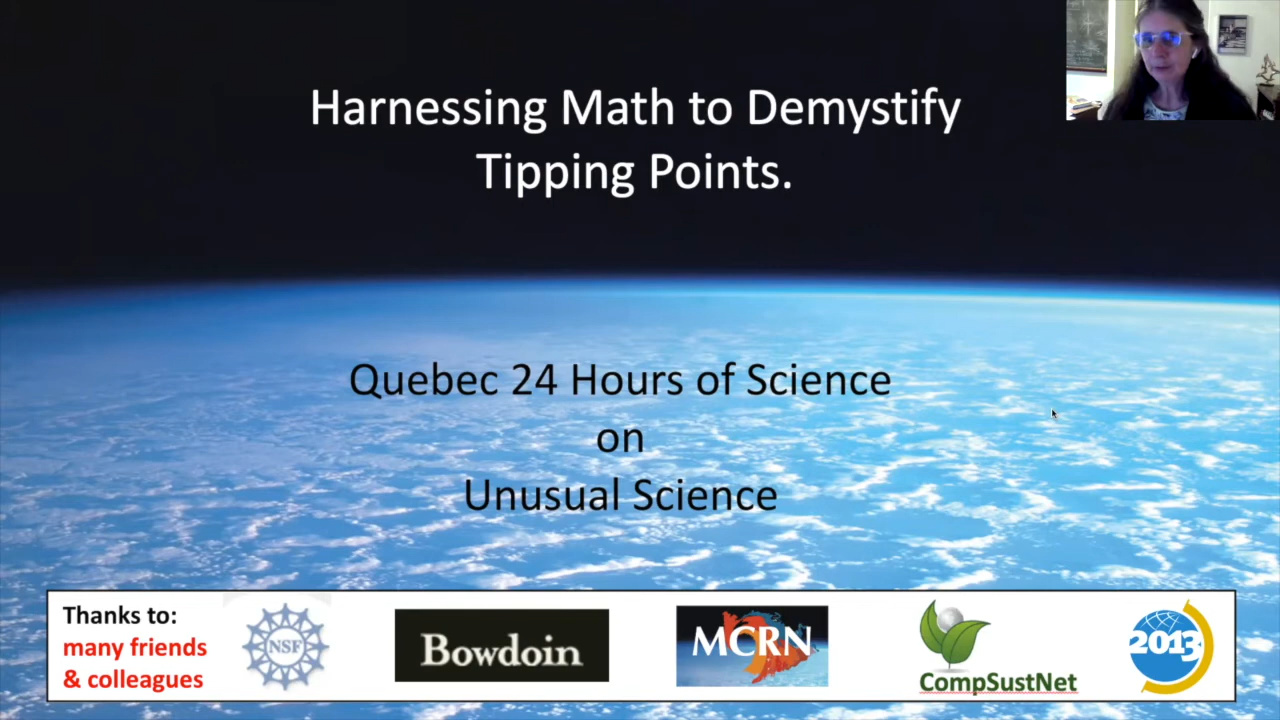 Harnessing Math to Demystify
Tipping Points.
Quebec 24 Hours of Science
on
Unusual Science
Thanks to:
many friends
& colleagues
NSF
Bowdoin
MCRN
CompSustNet
2013